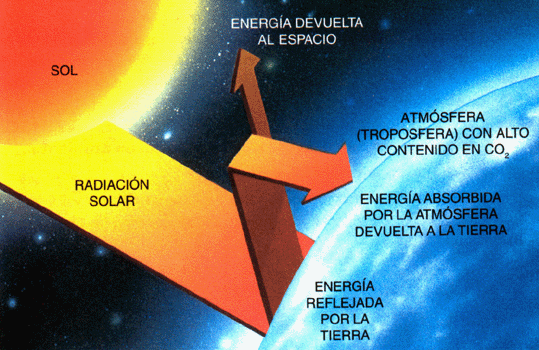 ENERGÍA DEVUELTA
AL ESPACIO
SOL
ATMÓSFERA
(TROPOSFERA) CON ALTO
CONTENIDO EN CO₂
RADIACIÓN
SOLAR
ENERGÍA ABSORBIDA
POR LA ATMÓSFERA
DEVUELTA A LA TIERRA
ENERGÍA
REFLEJADA
POR LA
TIERRA